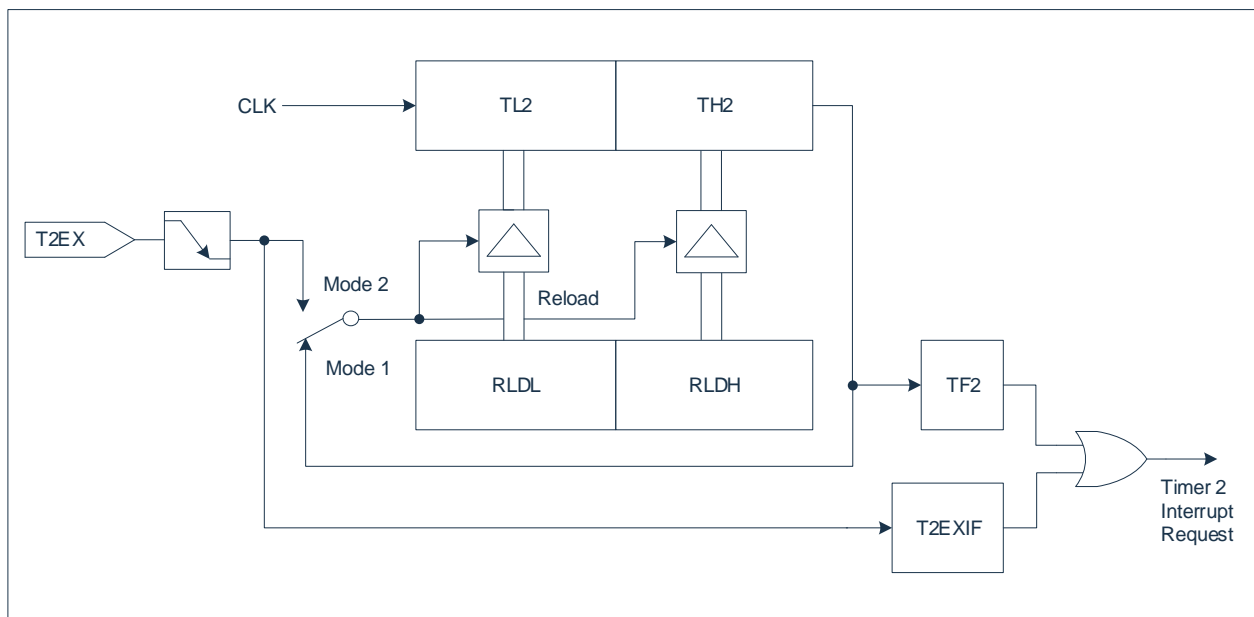 CLK
TL2
TH2
T2EX
Mode 2
Reload
Mode 1
RLDL
RLDH
TF2
T2EXIF
Timer 2
Interrupt
Request